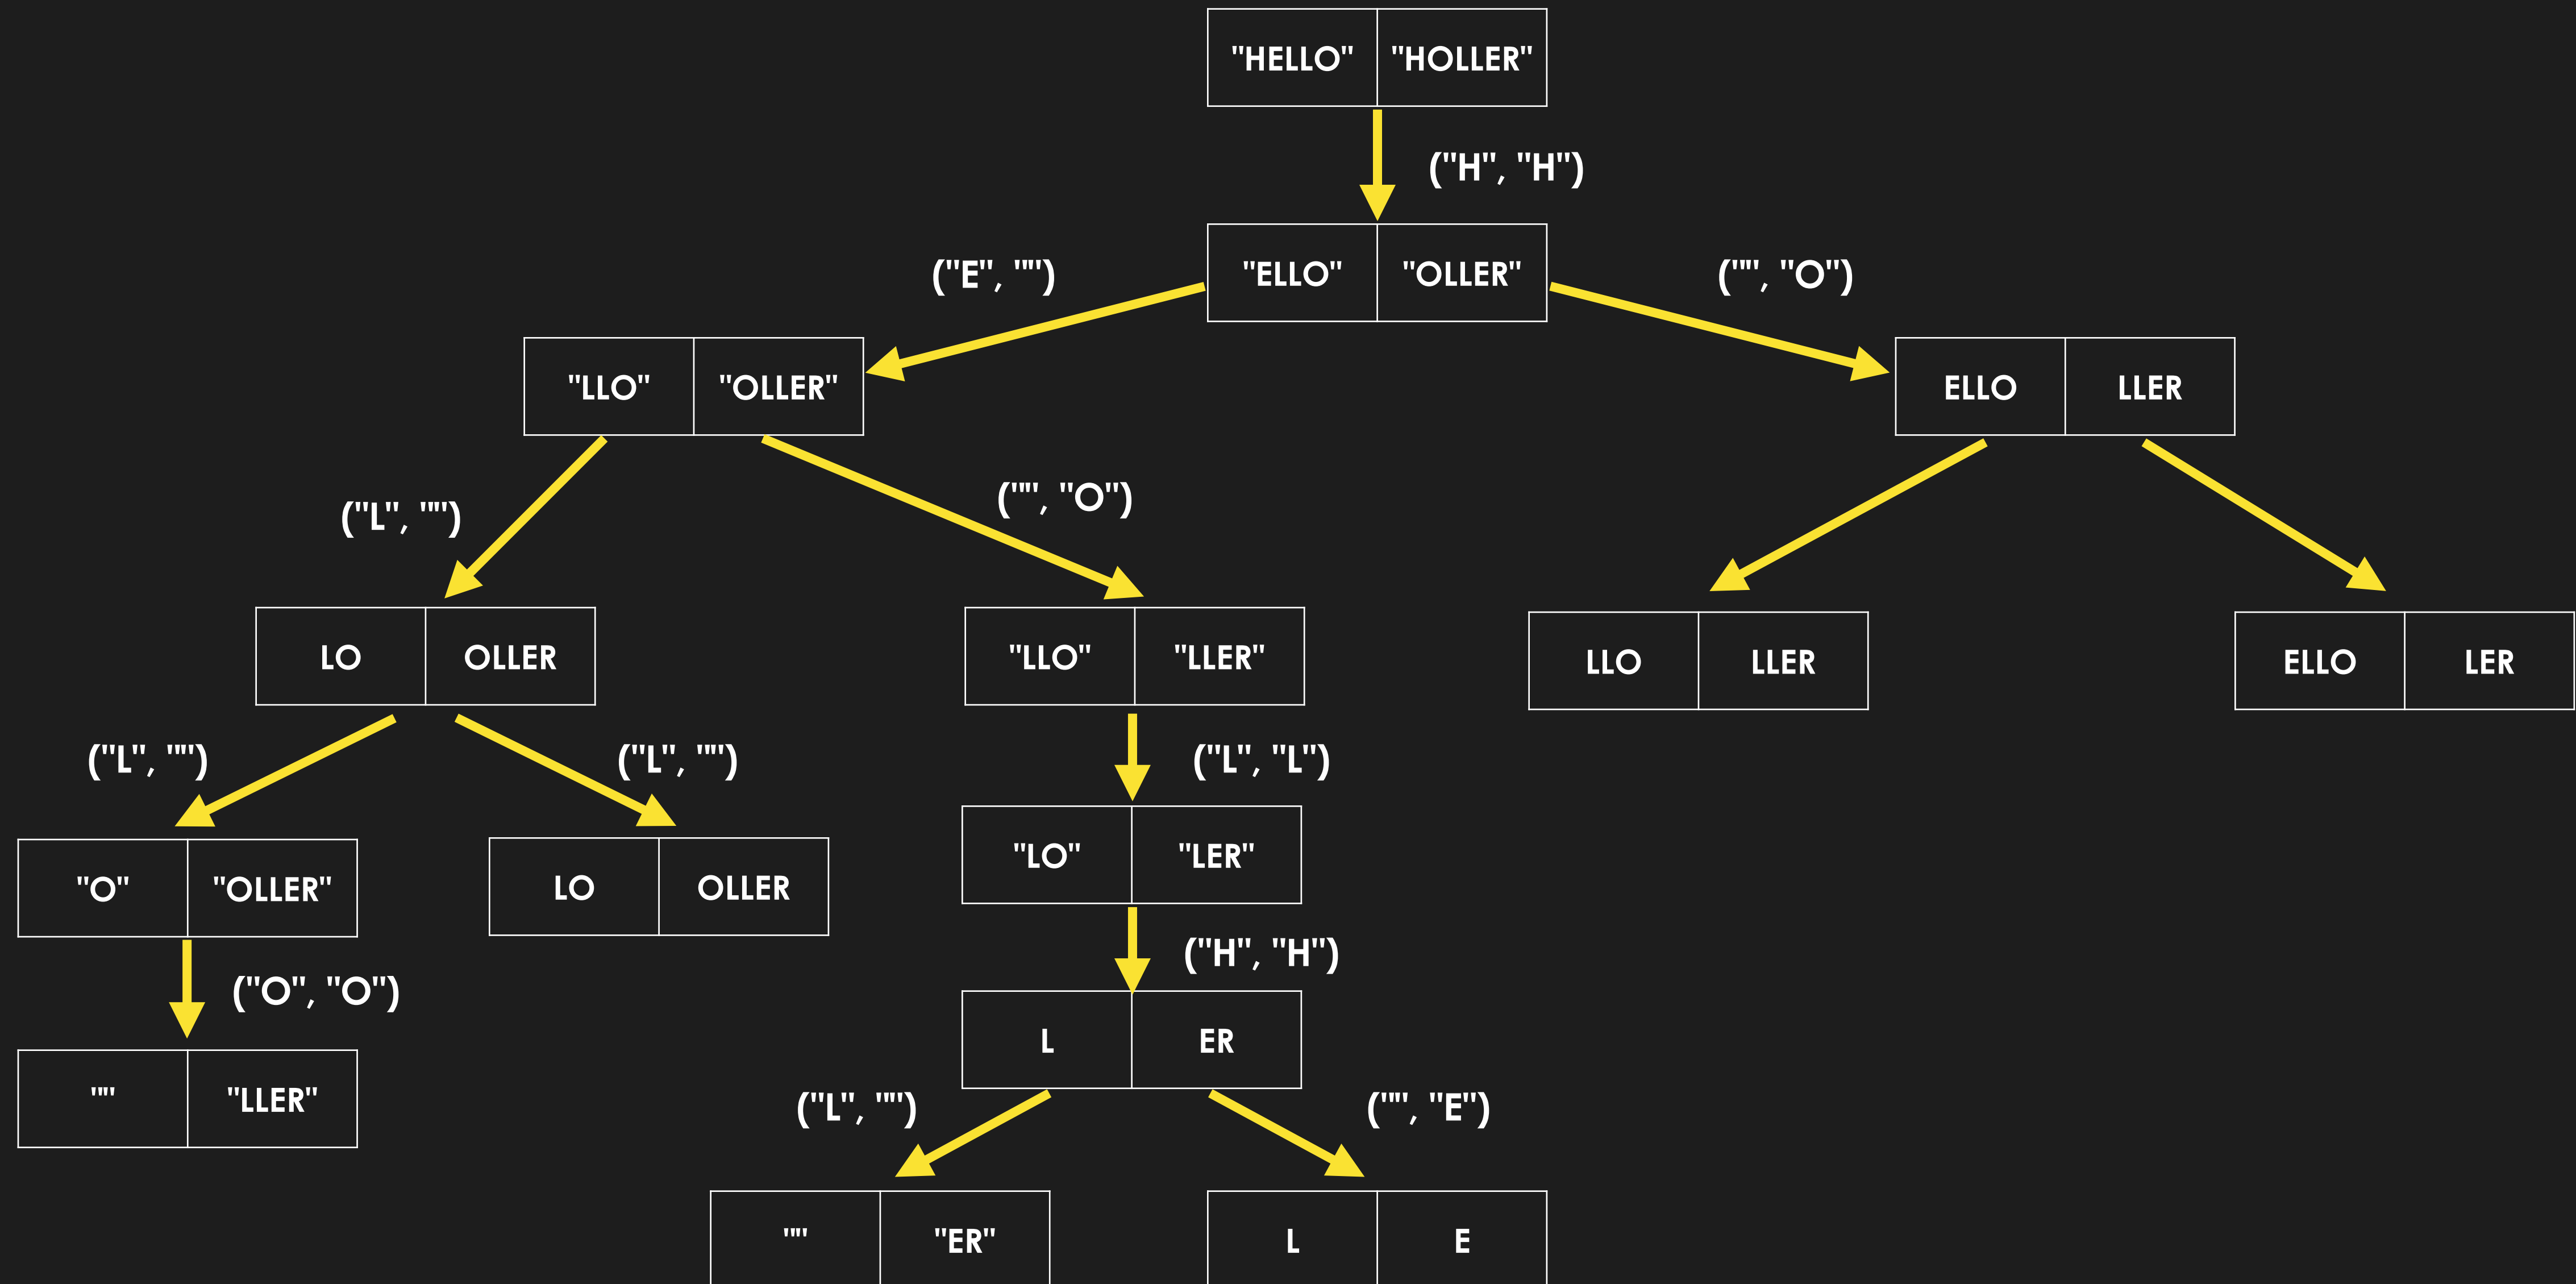 "HELLO" "HOLLER"
("H", "H")
"ELLO" "OLLER"
("E", "")
("", "O")
"LLO" "OLLER"
ELLO LLER
("L", "")
("", "O")
LO OLLER
"LLO" "LLER"
LLO LLER
ELLO LER
("L", "")
("L", "")
("L", "L")
"O" "OLLER"
LO OLLER
"LO" "LER"
("O", "O")
("H", "H")
"" "LLER"
L ER
("L", "")
("", "E")
"" "ER"
L E